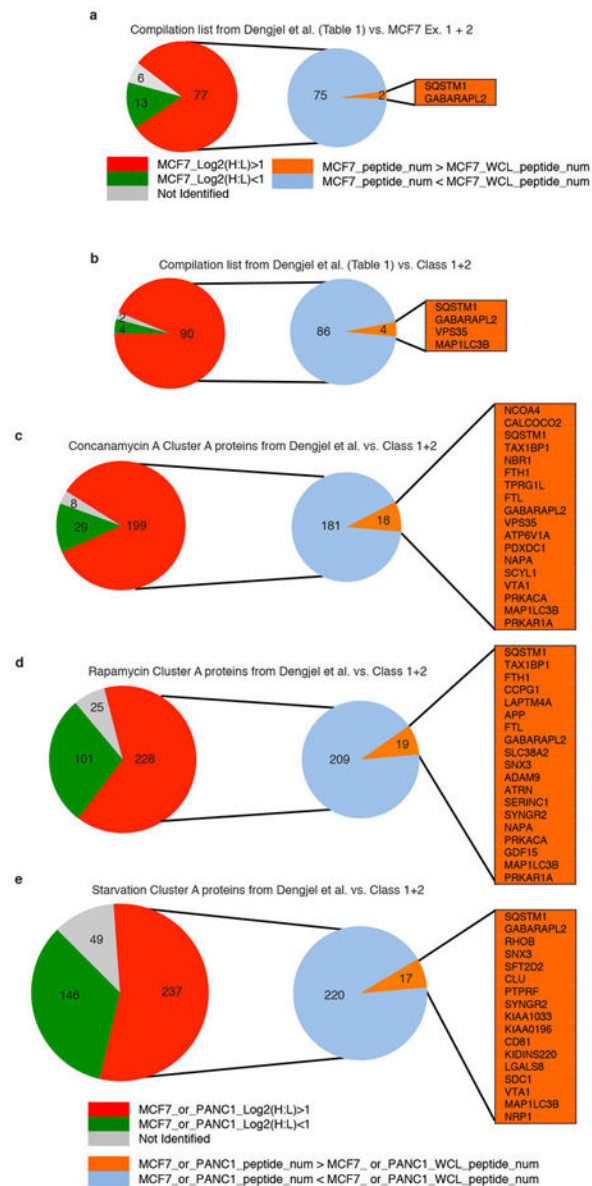 a
Compilation list from Dengjel et al. (Table 1) vs. MCF7 Ex. 1 + 2
6
13
77
75
2
SQSTM1
GABARAPL2
MCF7_Log2(H:L)>1
MCF7_Log2(H:L)<1
Not Identified
MCF7_peptide_num > MCF7_WCL_peptide_num
MCF7_peptide_num < MCF7_WCL_peptide_num
b
Compilation list from Dengjel et al. (Table 1) vs. Class 1+2
2
4
90
86
4
SQSTM1
GABARAPL2
VPS35
MAP1LC3B
c
Concanamycin A Cluster A proteins from Dengjel et al. vs. Class 1+2
8
29
199
181
18
NCOA4
CALCOCO2
SQSTM1
TAX1BP1
NBR1
FTH1
TPRG1L
FTL
GABARAPL2
VPS35
ATP6V1A
PDXDC1
NAPA
SCYL1
VTA1
PRKACA
MAP1LC3B
PRKAR1A
d
Rapamycin Cluster A proteins from Dengjel et al. vs. Class 1+2
25
101
228
209
19
SQSTM1
TAX1BP1
FTH1
CCPG1
LAPTM4A
APP
FTL
GABARAPL2
SLC38A2
SNX3
ADAM9
ATRN
SERINC1
SYNGR2
NAPA
PRKACA
GDF15
MAP1LC3B
PRKAR1A
e
Starvation Cluster A proteins from Dengjel et al. vs. Class 1+2
49
146
237
220
17
SQSTM1
GABARAPL2
RHOB
SNX3
SFT2D2
CLU
PTPRF
SYNGR2
KIAA1033
KIAA0196
CD81
KIDINS220
LGALS8
SDC1
VTA1
MAP1LC3B
NRP1
MCF7_or_PANC1_Log2(H:L)>1
MCF7_or_PANC1_Log2(H:L)<1
Not Identified
MCF7_or_PANC1_peptide_num > MCF7_ or_PANC1_WCL_peptide_num
MCF7_or_PANC1_peptide_num < MCF7_ or_PANC1_WCL_peptide_num